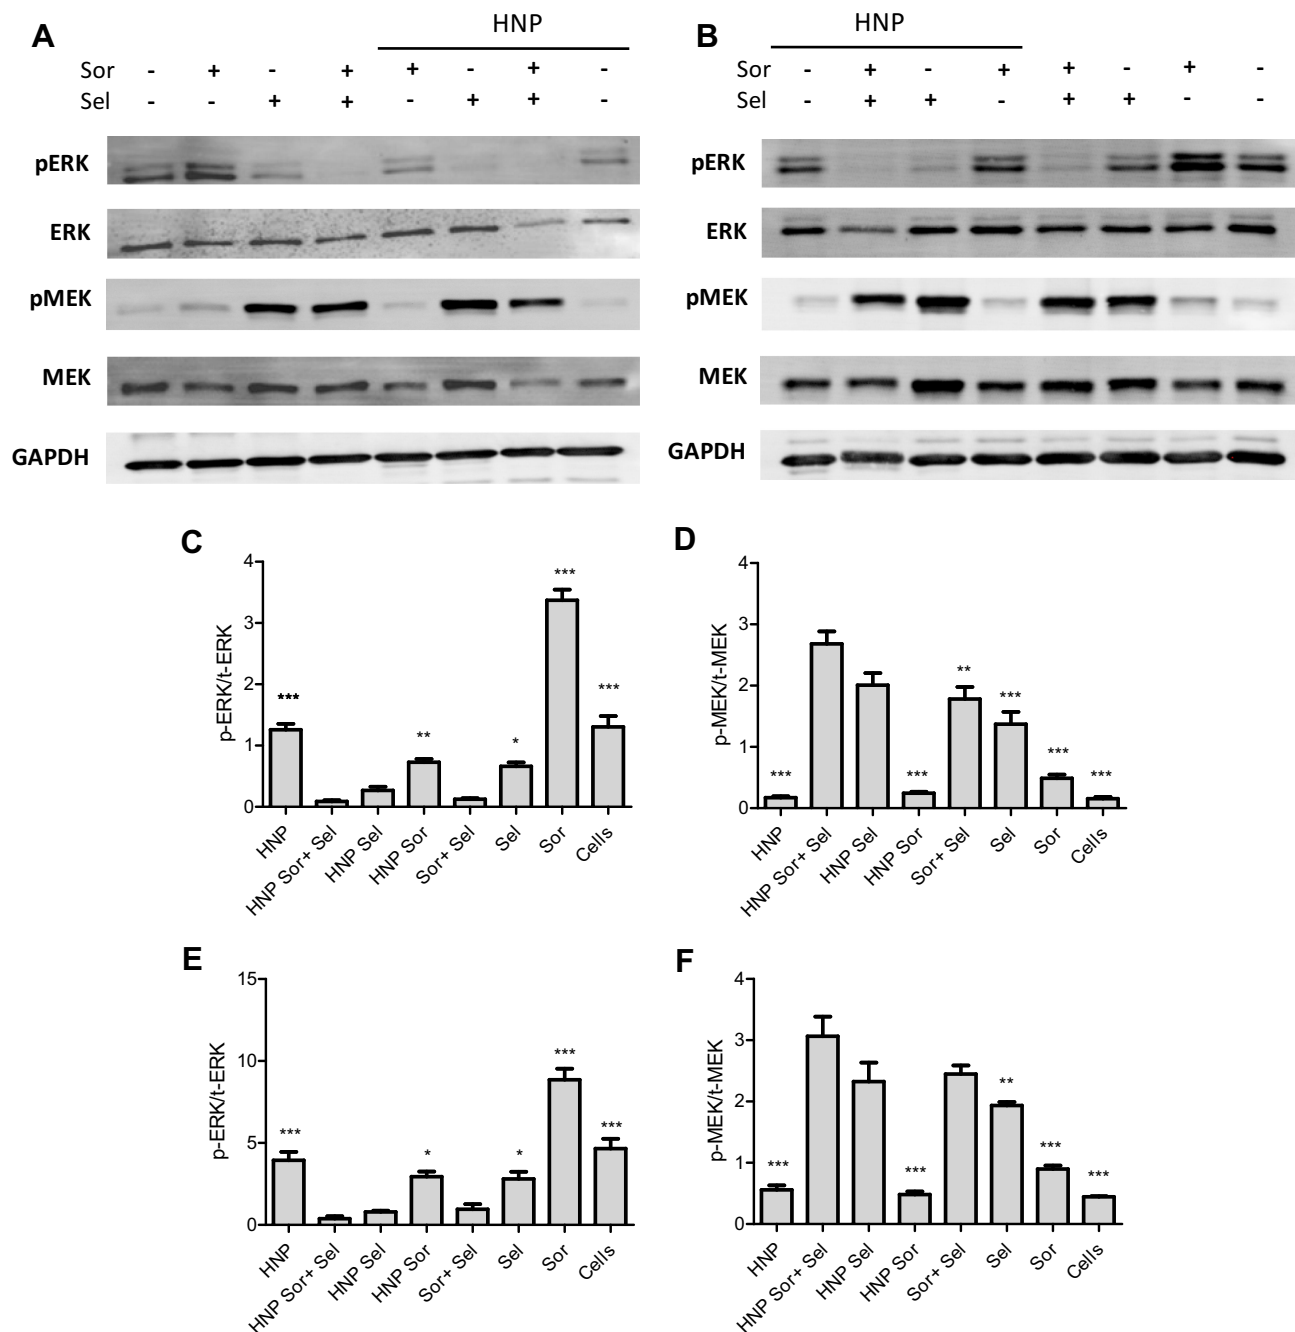 A
HNP
Sor - + - + + - + -
Sel - - + + - + + -
pERK
ERK
pMEK
MEK
GAPDH
B
HNP
Sor - + - + + - + -
Sel - + + - + + - -
pERK
ERK
pMEK
MEK
GAPDH
C
p-ERK/t-ERK
4
3
2
1
0
*** ** * *** ***
HNP
HNP Sor+ Sel
HNP Sel
HNP Sor
Sor+ Sel
Sel
Sor
Cells
D
p-MEK/t-MEK
4
3
2
1
0
*** *** ** *** *** ***
HNP
HNP Sor+ Sel
HNP Sel
HNP Sor
Sor+ Sel
Sel
Sor
Cells
E
p-ERK/t-ERK
15
10
5
0
*** * * *** ***
HNP
HNP Sor+ Sel
HNP Sel
HNP Sor
Sor+ Sel
Sel
Sor
Cells
F
p-MEK/t-MEK
4
3
2
1
0
*** *** ** *** ***
HNP
HNP Sor+ Sel
HNP Sel
HNP Sor
Sor+ Sel
Sel
Sor
Cells